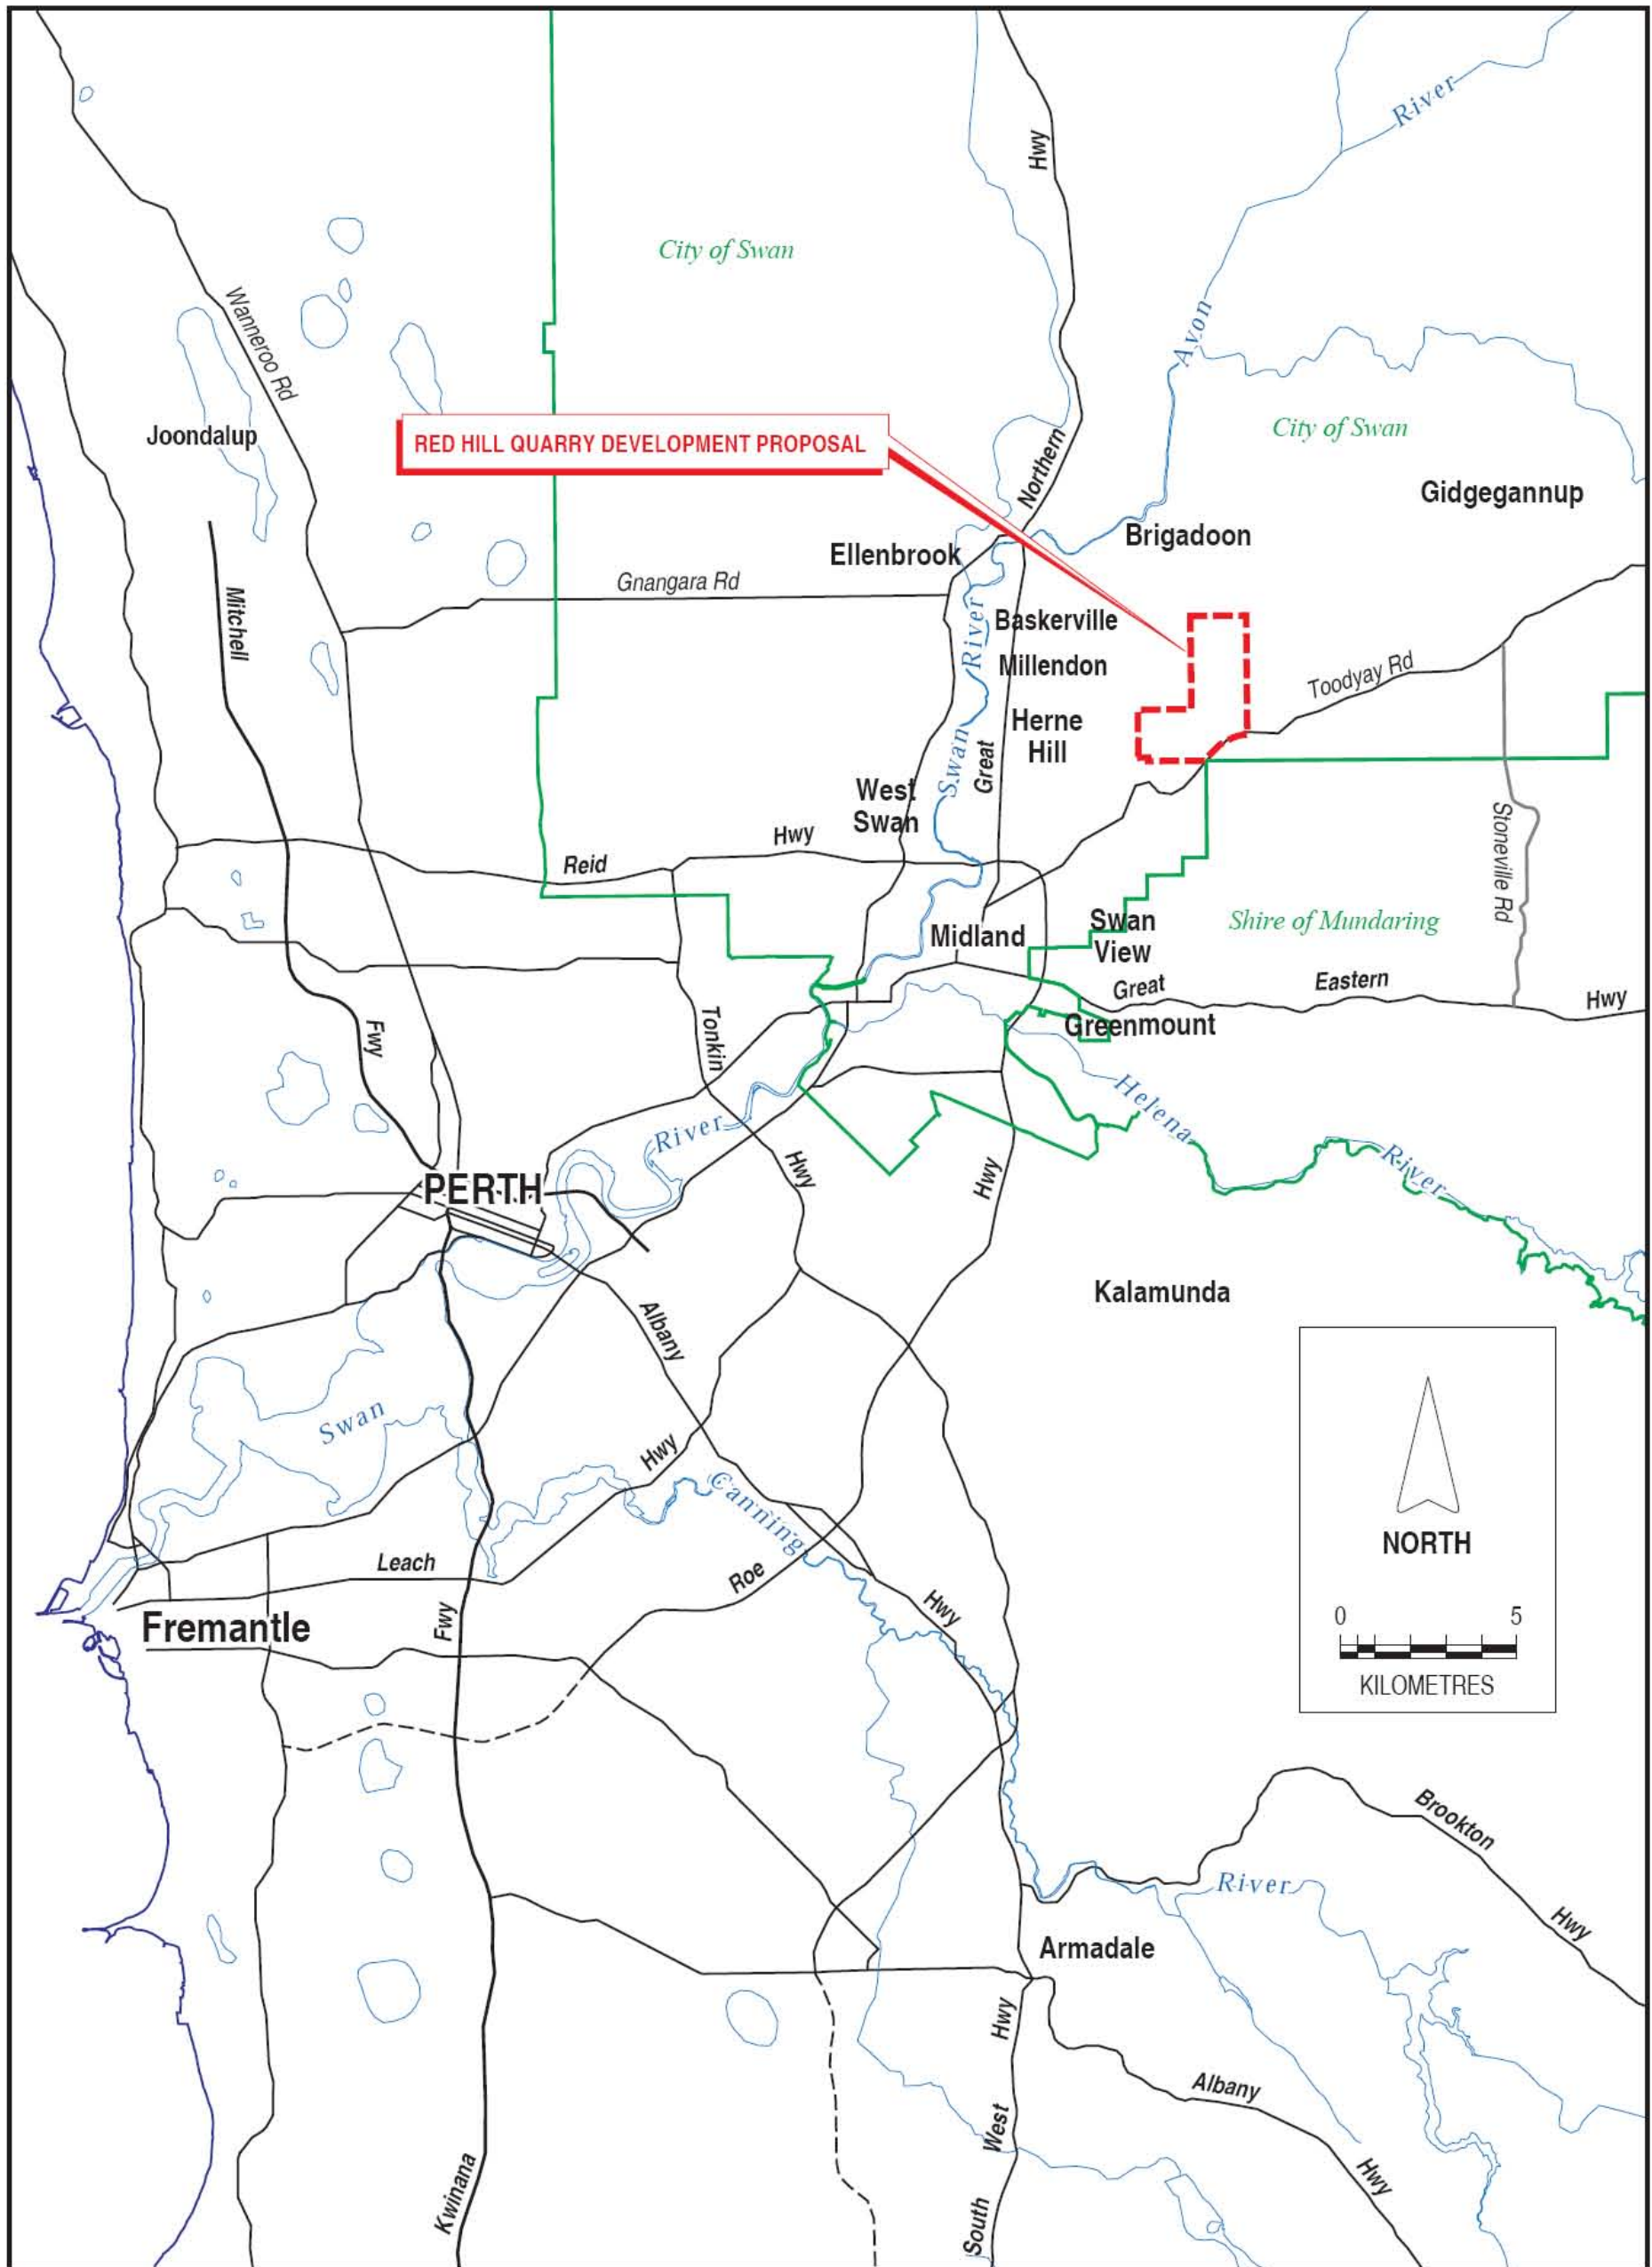 Hwy
River
City of Swan
Wanneroo Rd
Avon
Joondalup
RED HILL QUARRY DEVELOPMENT PROPOSAL
City of Swan
Northern
Gidgegannup
Brigadoon
Ellenbrook
Gnangara Rd
Mitchell
River
Baskerville
Millendon
Toodyay Rd
Herne
Hill
Swan
Great
West
Swan
Hwy
Reid
Stoneville Rd
Swan
View
Shire of Mundaring
Midland
Great
Eastern
Hwy
Greenmount
Fwy
Tonkin
Helena
River
River
Hwy
Hwy
PERTH
Kalamunda
Albany
Swan
Hwy
Canning
NORTH
Leach
Roe
Hwy
0
5
KILOMETRES
Fremantle
Fwy
Brookton
River
Hwy
Armadale
Hwy
Albany
West
Hwy
Kwinana
South